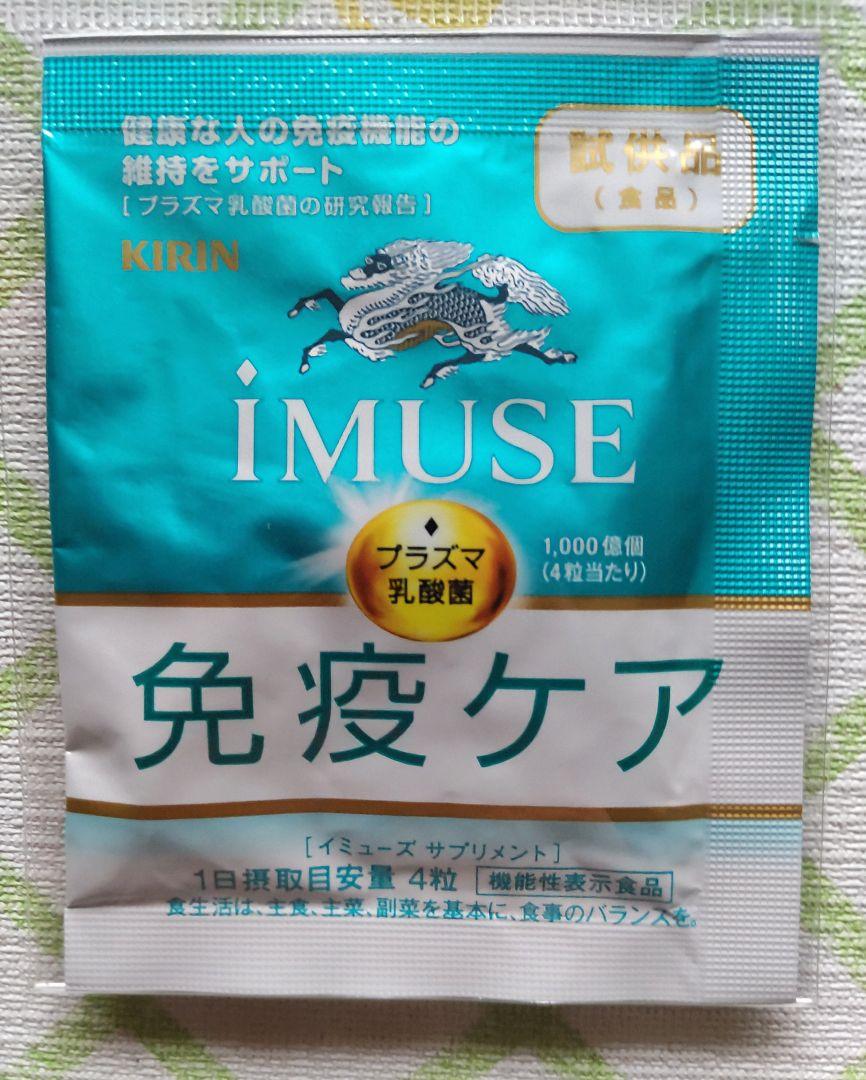 健康な人の免疫機能の
維持をサポート
[プラズマ乳酸菌の研究報告]
試供品
(食品)
KIRIN
iMUSE
プラズマ
乳酸菌
1,000億個
(4粒当たり)
免疫ケア
[イミューズ サプリメント]
1日摂取目安量 4粒 機能性表示食品
食生活は、主食、主菜、副菜を基本に、食事のバランスを。